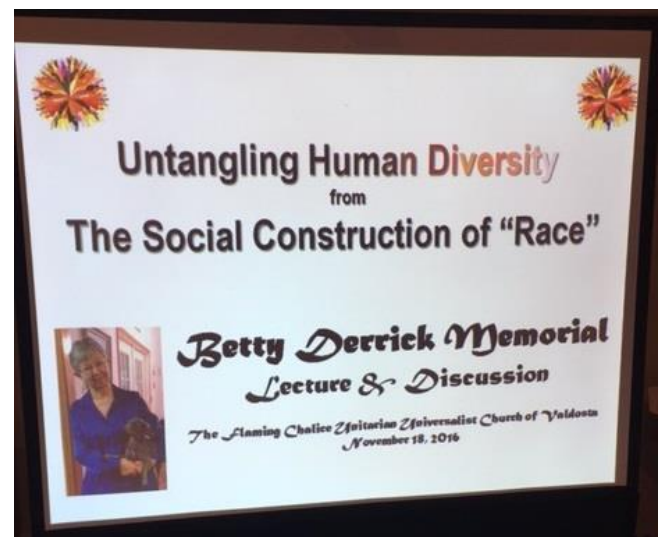 Untangling Human Diversity
from
The Social Construction of “Race”
Betty Derrick Memorial
Lecture & Discussion
The Flaming Chalice Unitarian Universalist Church of Valdosta
November 18, 2016